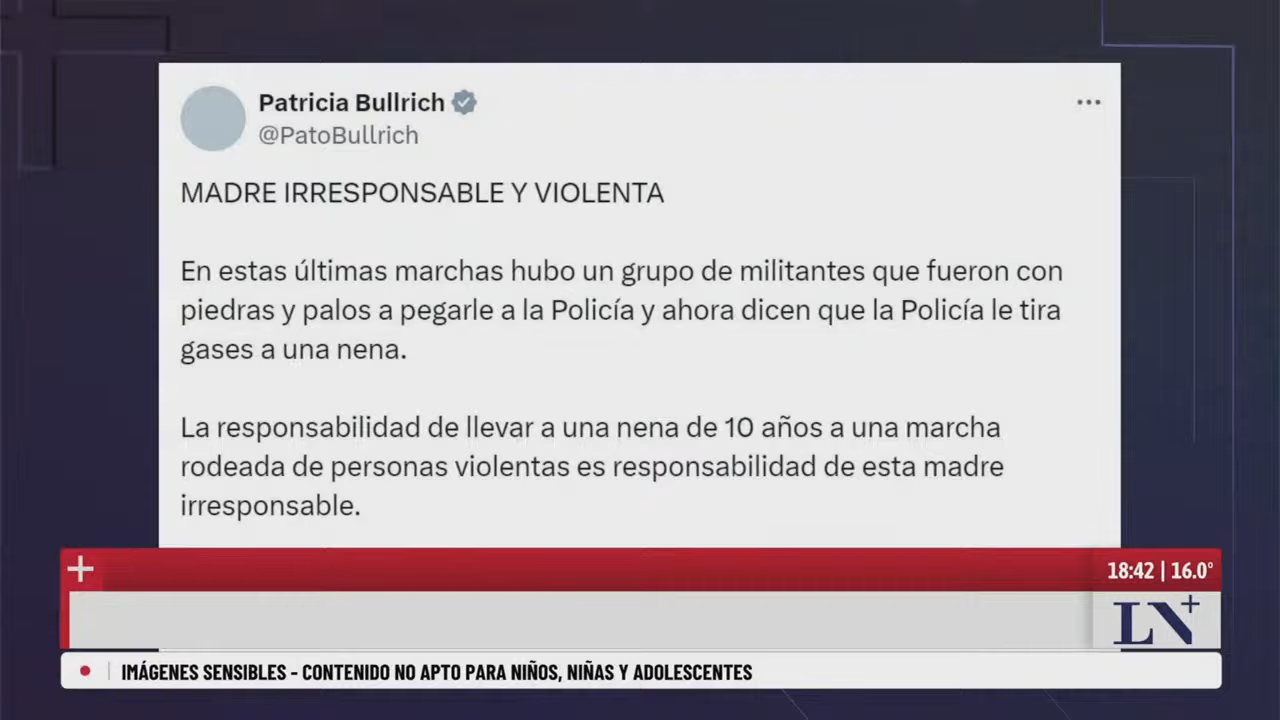 Patricia Bullrich
@PatoBullrich
MADRE IRRESPONSABLE Y VIOLENTA
En estas últimas marchas hubo un grupo de militantes que fueron con
piedras y palos a pegarle a la Policía y ahora dicen que la Policía le tira
gases a una nena.
La responsabilidad de llevar a una nena de 10 años a una marcha
rodeada de personas violentas es responsabilidad de esta madre
irresponsable.
18:42 | 16.0°
LN+
IMÁGENES SENSIBLES - CONTENIDO NO APTO PARA NIÑOS, NIÑAS Y ADOLESCENTES